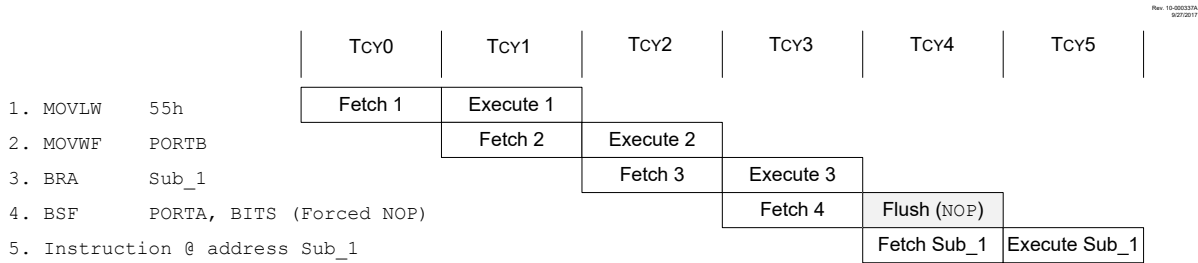 Rev. 10-000337A
9/27/2017
TCY0 TCY1 TCY2 TCY3 TCY4 TCY5
1. MOVLW 55h Fetch 1 Execute 1
2. MOVWF PORTB Fetch 2 Execute 2
3. BRA Sub_1 Fetch 3 Execute 3
4. BSF PORTA, BITS (Forced NOP) Fetch 4 Flush (NOP)
5. Instruction @ address Sub_1 Fetch Sub_1 Execute Sub_1